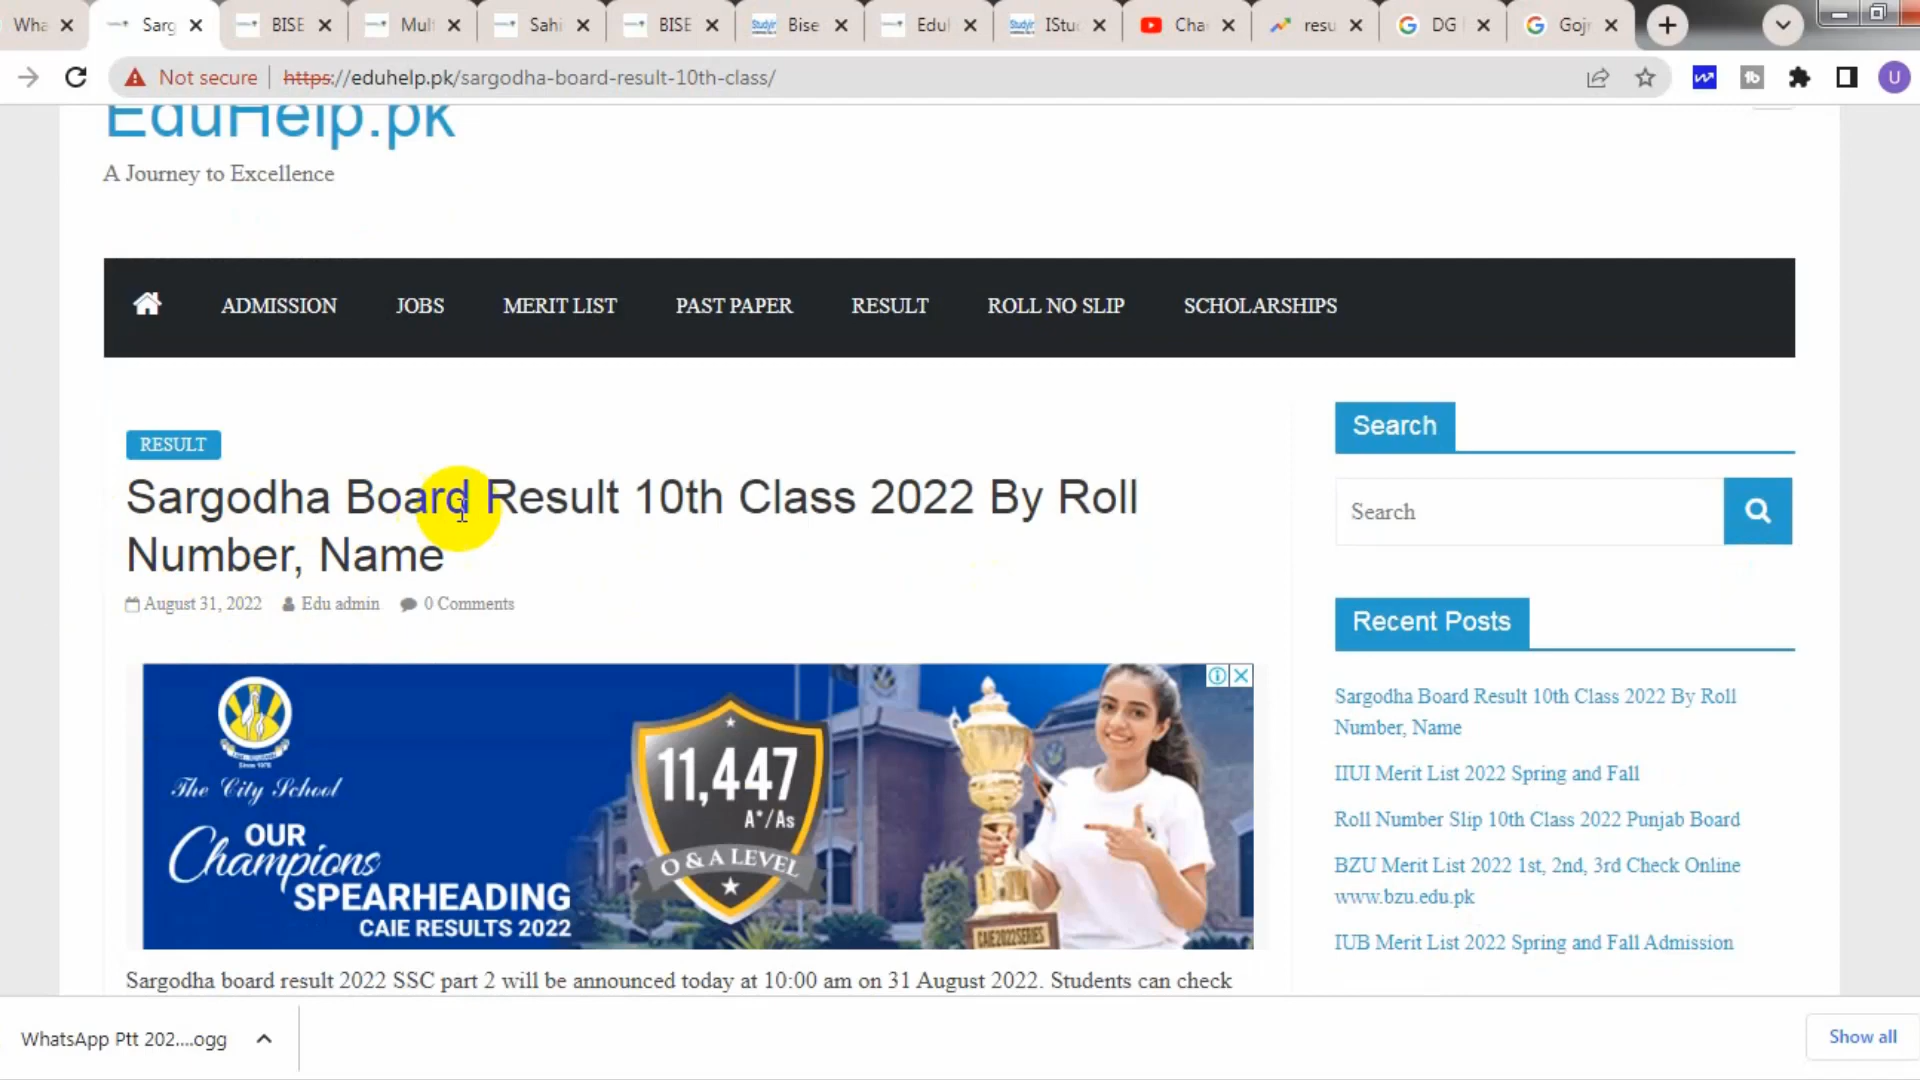 Wha
Sarg
BISE
Mult
Sahi
BISE
Bise
Edul
IStu
Cha
resu
DG
Goj
Not secure
https://eduhelp.pk/sargodha-board-result-10th-class/
U
EduHelp.pk
A Journey to Excellence
ADMISSION
JOBS
MERIT LIST
PAST PAPER
RESULT
ROLL NO SLIP
SCHOLARSHIPS
RESULT
Sargodha Board Result 10th Class 2022 By Roll
Number, Name
August 31, 2022
Edu admin
0 Comments
The City School
OUR
Champions
SPEARHEADING
CAIE RESULTS 2022
11,447
A*/As
O & A LEVEL
CAIE2022SERIES
Sargodha board result 2022 SSC part 2 will be announced today at 10:00 am on 31 August 2022. Students can check
Search
Search
Recent Posts
Sargodha Board Result 10th Class 2022 By Roll
Number, Name
IIUI Merit List 2022 Spring and Fall
Roll Number Slip 10th Class 2022 Punjab Board
BZU Merit List 2022 1st, 2nd, 3rd Check Online
www.bzu.edu.pk
IUB Merit List 2022 Spring and Fall Admission
WhatsApp Ptt 202....ogg
Show all